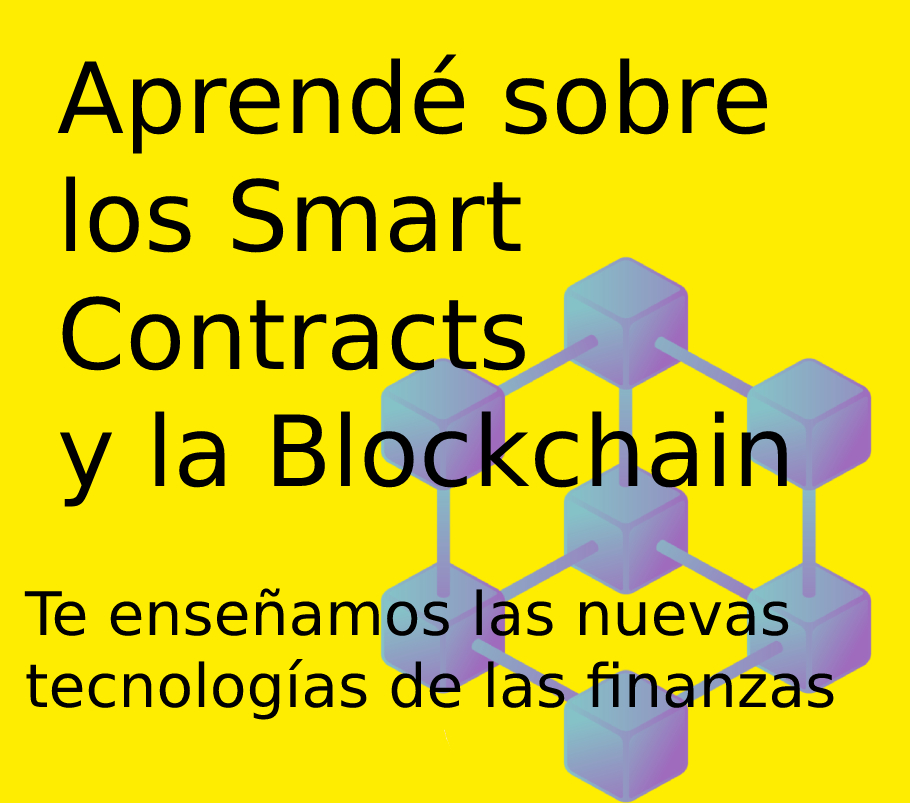 Aprendé sobre
los Smart
Contracts
y la Blockchain
Te enseñamos las nuevas
tecnologías de las finanzas